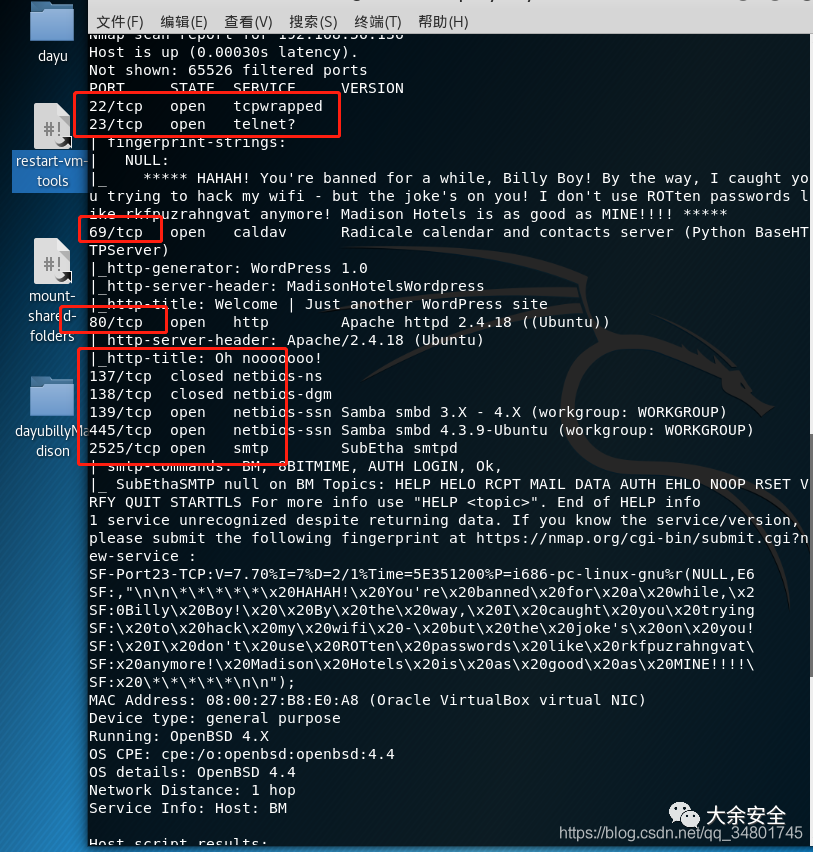 文件(F) 编辑(E) 查看(V) 搜索(S) 终端(T) 帮助(H)
dayu
restart-vm-
tools
mount-
shared-
folders
dayubillyMa
dison
Nmap scan report for 192.168.56.156
Host is up (0.00030s latency).
Not shown: 65526 filtered ports
PORT     STATE  SERVICE     VERSION
22/tcp   open   tcpwrapped
23/tcp   open   telnet?
| fingerprint-strings:
|   NULL:
|_    ***** HAHAH! You're banned for a while, Billy Boy! By the way, I caught yo
u trying to hack my wifi - but the joke's on you! I don't use ROTten passwords l
ike rkfpuzrahngvat anymore! Madison Hotels is as good as MINE!!!! *****
69/tcp   open   caldav      Radicale calendar and contacts server (Python BaseHT
TPServer)
|_http-generator: WordPress 1.0
|_http-server-header: MadisonHotelsWordpress
|_http-title: Welcome | Just another WordPress site
80/tcp   open   http        Apache httpd 2.4.18 ((Ubuntu))
|_http-server-header: Apache/2.4.18 (Ubuntu)
|_http-title: Oh nooooooo!
137/tcp  closed netbios-ns
138/tcp  closed netbios-dgm
139/tcp  open   netbios-ssn Samba smbd 3.X - 4.X (workgroup: WORKGROUP)
445/tcp  open   netbios-ssn Samba smbd 4.3.9-Ubuntu (workgroup: WORKGROUP)
2525/tcp open   smtp        SubEtha smtpd
| smtp-commands: BM, 8BITMIME, AUTH LOGIN, Ok,
|_ SubEthaSMTP null on BM Topics: HELP HELO RCPT MAIL DATA AUTH EHLO NOOP RSET V
RFY QUIT STARTTLS For more info use "HELP <topic>". End of HELP info
1 service unrecognized despite returning data. If you know the service/version,
please submit the following fingerprint at https://nmap.org/cgi-bin/submit.cgi?n
ew-service :
SF-Port23-TCP:V=7.70%I=7%D=2/1%Time=5E351200%P=i686-pc-linux-gnu%r(NULL,E6
SF:,"\n\n\*\*\*\*\*\x20HAHAH!\x20You're\x20banned\x20for\x20a\x20while,\x2
SF:0Billy\x20Boy!\x20\x20By\x20the\x20way,\x20I\x20caught\x20you\x20trying
SF:\x20to\x20hack\x20my\x20wifi\x20-\x20but\x20the\x20joke's\x20on\x20you!
SF:\x20I\x20don't\x20use\x20ROTten\x20passwords\x20like\x20rkfpuzrahngvat\
SF:x20anymore!\x20Madison\x20Hotels\x20is\x20as\x20good\x20as\x20MINE!!!!\
SF:x20\*\*\*\*\*\n\n");
MAC Address: 08:00:27:B8:E0:A8 (Oracle VirtualBox virtual NIC)
Device type: general purpose
Running: OpenBSD 4.X
OS CPE: cpe:/o:openbsd:openbsd:4.4
OS details: OpenBSD 4.4
Network Distance: 1 hop
Service Info: Host: BM
Host script results:
大余安全
https://blog.csdn.net/qq_34801745